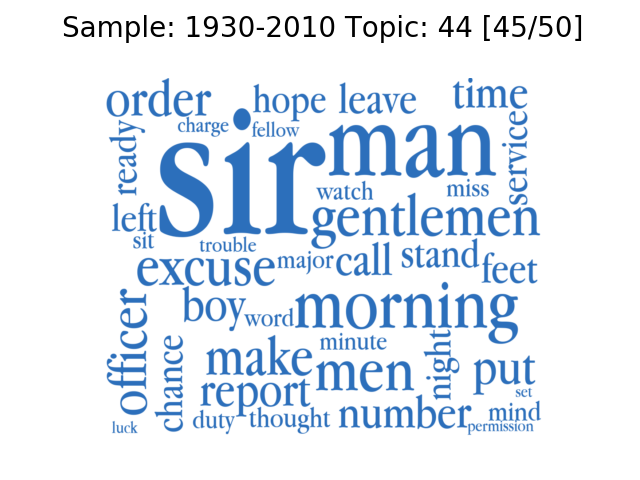 Sample: 1930-2010 Topic: 44 [45/50]
order hope leave time
charge fellow
ready sir man service
watch miss
left gentlemen
sit trouble
excuse major call stand feet
boy word morning
officer minute night
chance make men put
report set
luck duty thought number mind
permission